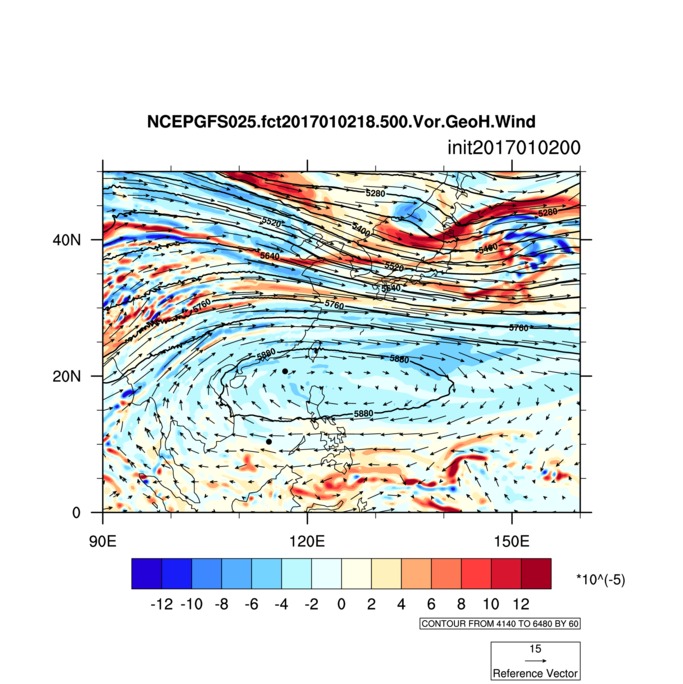 NCEPGFS025.fct2017010218.500.Vor.GeoH.Wind
init2017010200
5280
5520
5400
5280
40N
5640
5400
5520
5640
5760
5760
5760
5880
5880
20N
5880
0
90E 120E 150E
-12 -10 -8 -6 -4 -2 0 2 4 6 8 10 12
*10^(-5)
CONTOUR FROM 4140 TO 6480 BY 60
15
Reference Vector